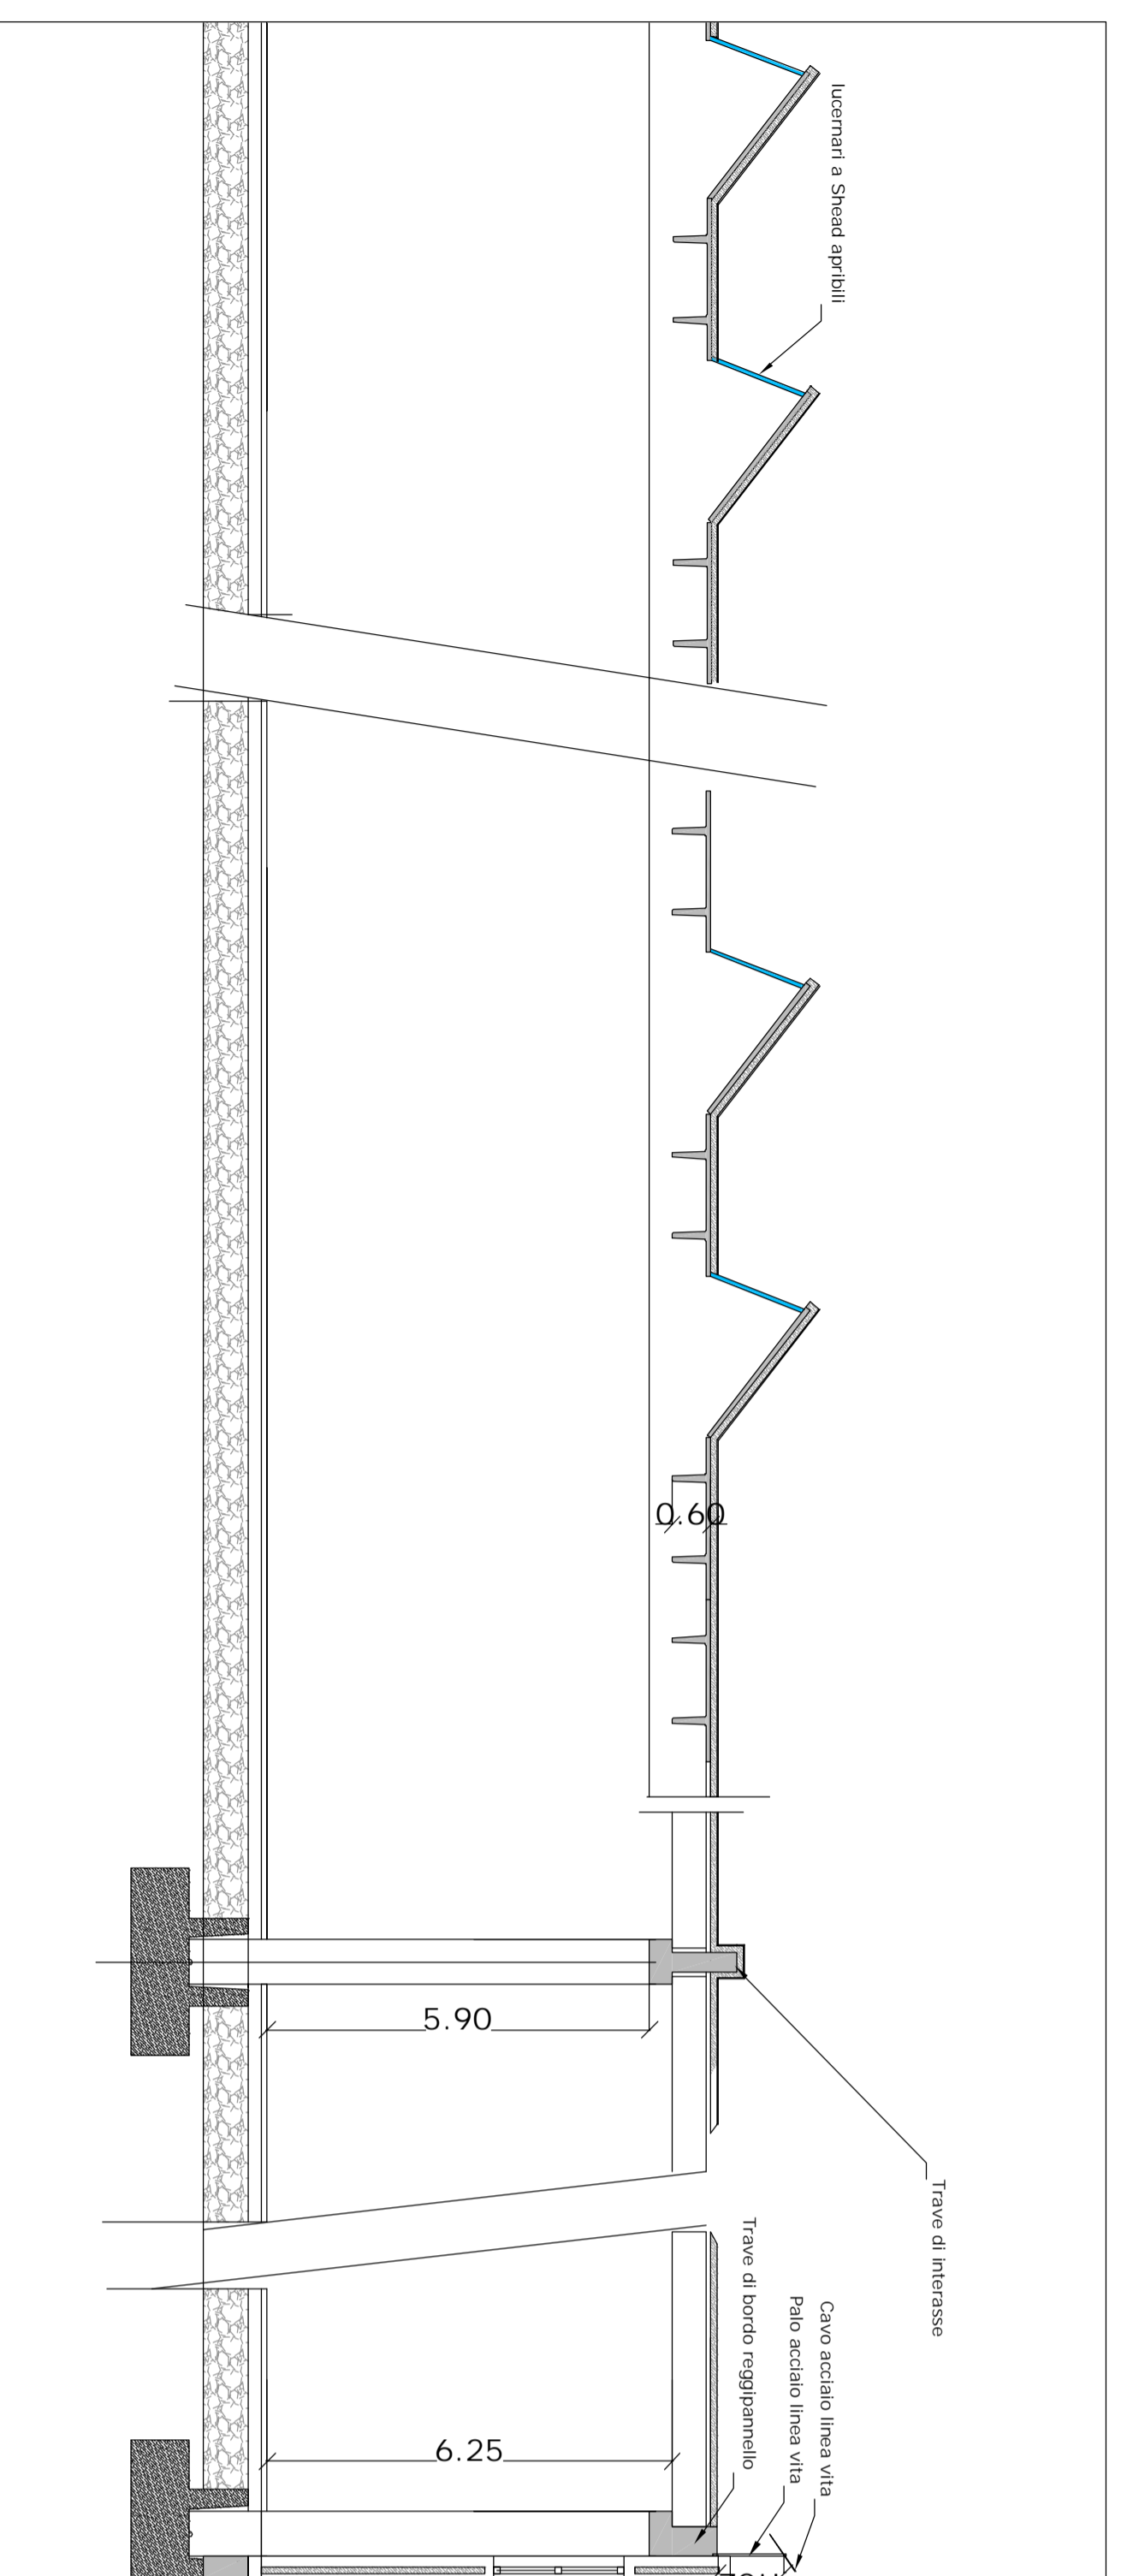 lucernari a Shead apribili
0.60
5.90
Trave di interasse
Cavo acciaio linea vita
Palo acciaio linea vita
Trave di bordo reggipannello
6.25